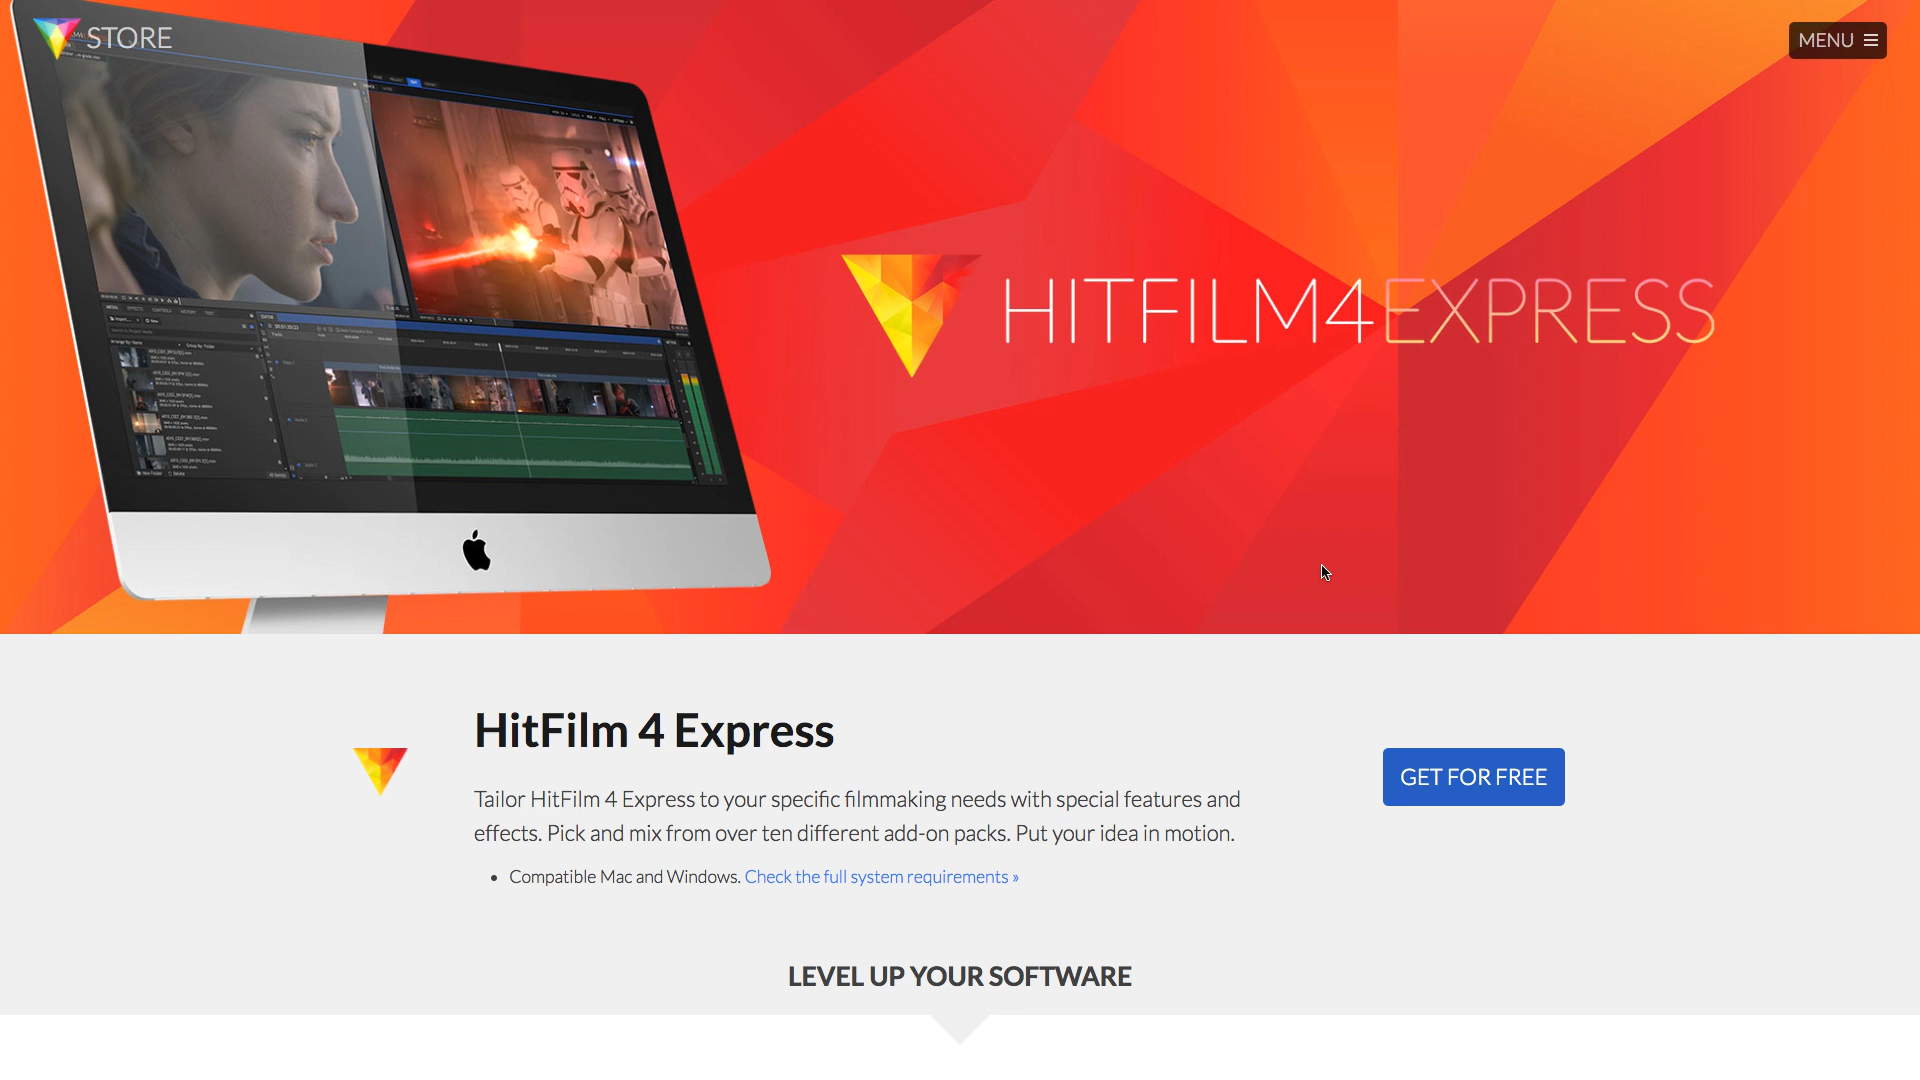 STORE
MENU
HITFILM4EXPRESS
HitFilm 4 Express
Tailor HitFilm 4 Express to your specific filmmaking needs with special features and
effects. Pick and mix from over ten different add-on packs. Put your idea in motion.
GET FOR FREE
• Compatible Mac and Windows. Check the full system requirements »
LEVEL UP YOUR SOFTWARE